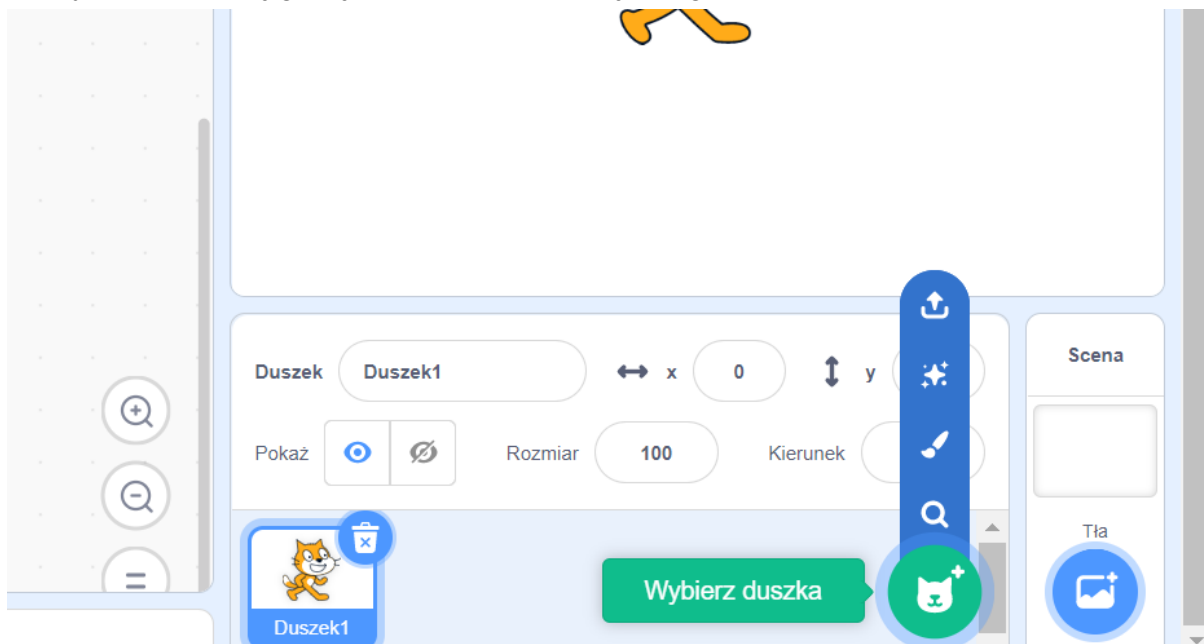 Duszek Duszek1 x 0 y
Scena
Pokaż Rozmiar 100 Kierunek
Tła
Wybierz duszka
Duszek1